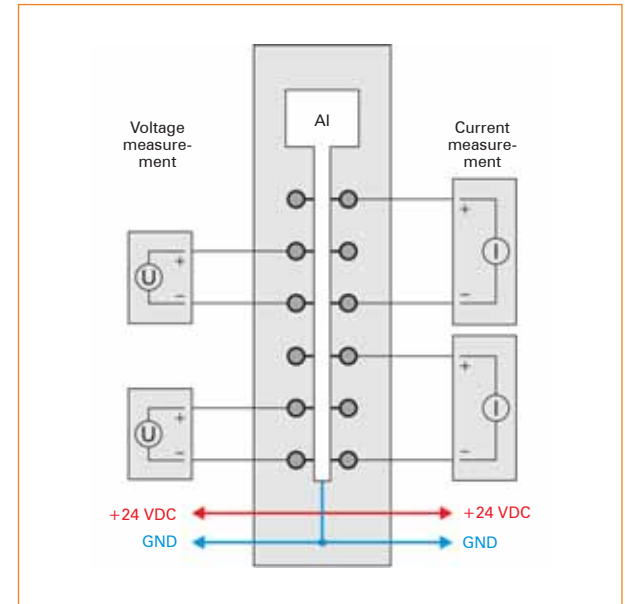 AI
Voltage
measure-
ment
Current
measure-
ment
+
I
−
U
+
−
+
I
−
U
+
−
+24 VDC
+24 VDC
GND
GND